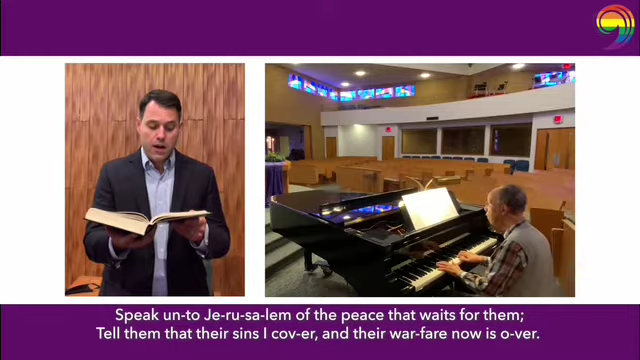 Speak un-to Je-ru-sa-lem of the peace that waits for them;
Tell them that their sins I cov-er, and their war-fare now is o-ver.